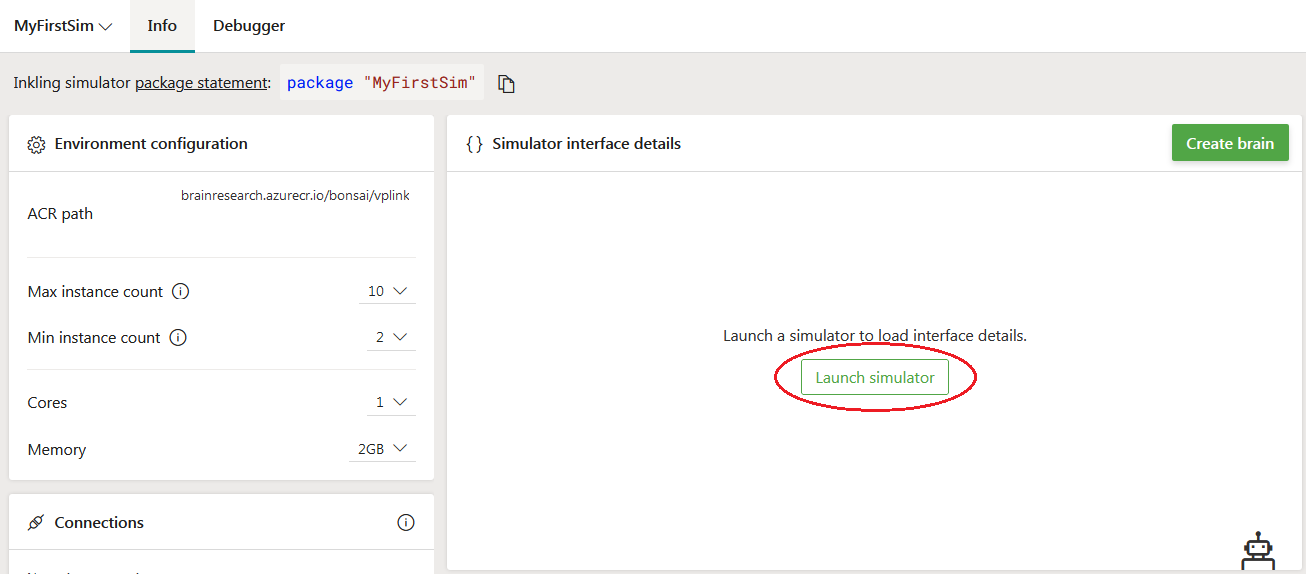 MyFirstSim Info Debugger
Inkling simulator package statement: package "MyFirstSim"
Environment configuration
ACR path
brainresearch.azurecr.io/bonsai/vplink
Max instance count 10
Min instance count 2
Cores 1
Memory 2GB
Connections
{} Simulator interface details
Create brain
Launch a simulator to load interface details.
Launch simulator